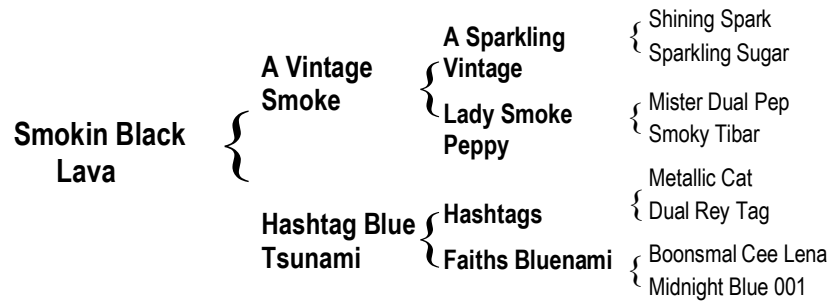 Smokin Black
Lava
A Vintage
Smoke
A Sparkling
Vintage
Shining Spark
Sparkling Sugar
Lady Smoke
Peppy
Mister Dual Pep
Smoky Tibar
Hashtag Blue
Tsunami
Hashtags
Metallic Cat
Dual Rey Tag
Faiths Bluenami
Boonsmal Cee Lena
Midnight Blue 001